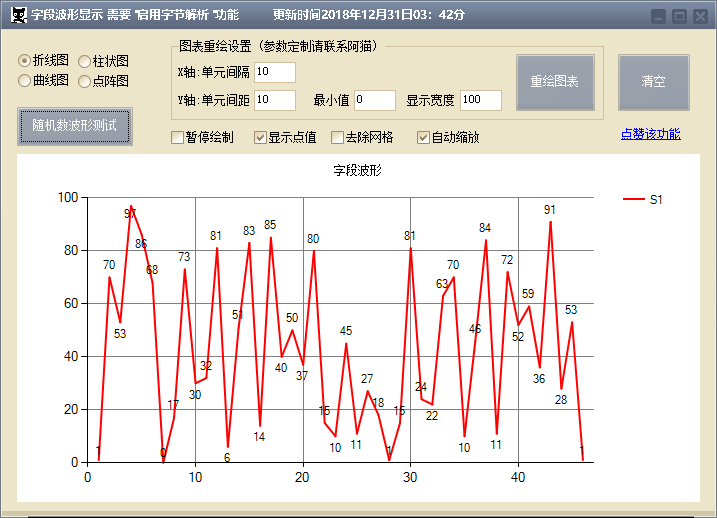 字段波形显示 需要 "启用字节解析 "功能 更新时间2018年12月31日03：42分
折线图 柱状图
曲线图 点阵图
图表重绘设置（参数定制请联系阿猫）
X轴:单元间隔 10
Y轴:单元间距 10 最小值 0 显示宽度 100
重绘图表
清空
随机数波形测试
暂停绘制 显示点值 去除网格 自动缩放
点赞该功能
字段波形
S1
100
80
60
40
20
0
0 10 20 30 40
1 70 53 97 86 68 0 17 73 30 32 81 6 51 83 14 85 40 50 37 80 15 10 45 11 27 18 1 15 81 24 22 63 70 10 46 84 11 72 52 59 36 91 28 53 1